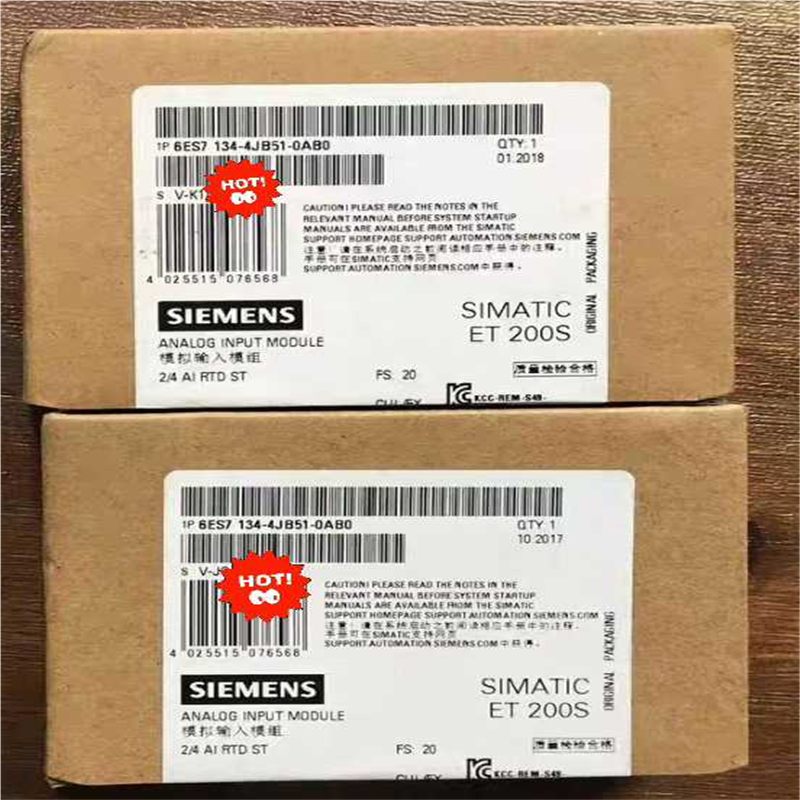 1P 6ES7 134-4JB51-0AB0
QTY: 1
01.2018
S V-K1
HOT!
CAUTION! PLEASE READ THE NOTES IN THE
RELEVANT MANUAL BEFORE SYSTEM STARTUP
MANUALS ARE AVAILABLE FROM THE SIMATIC
SUPPORT HOMEPAGE SUPPORT.AUTOMATION.SIEMENS.COM
注意!请在系统启动之前阅读相应手册中的注释。
手册可在SIMATIC支持网页
SUPPORT.AUTOMATION.SIEMENS.COM中获得。
4 025515 076568
ORIGINAL PACKAGING
SIEMENS
SIMATIC
ET 200S
ANALOG INPUT MODULE
模拟输入模组
2/4 AI RTD ST
FS: 20
质量检验合格
KCC-REM-S49-
1P 6ES7 134-4JB51-0AB0
QTY: 1
10.2017
S V-J
HOT!
CAUTION! PLEASE READ THE NOTES IN THE
RELEVANT MANUAL BEFORE SYSTEM STARTUP
MANUALS ARE AVAILABLE FROM THE SIMATIC
SUPPORT HOMEPAGE SUPPORT.AUTOMATION.SIEMENS.COM
注意!请在系统启动之前阅读相应手册中的注释。
手册可在SIMATIC支持网页
SUPPORT.AUTOMATION.SIEMENS.COM中获得。
4 025515 076568
ORIGINAL PACKAGING
SIEMENS
SIMATIC
ET 200S
ANALOG INPUT MODULE
模拟输入模组
2/4 AI RTD ST
FS: 20
质量检验合格
KCC-REM-S49-